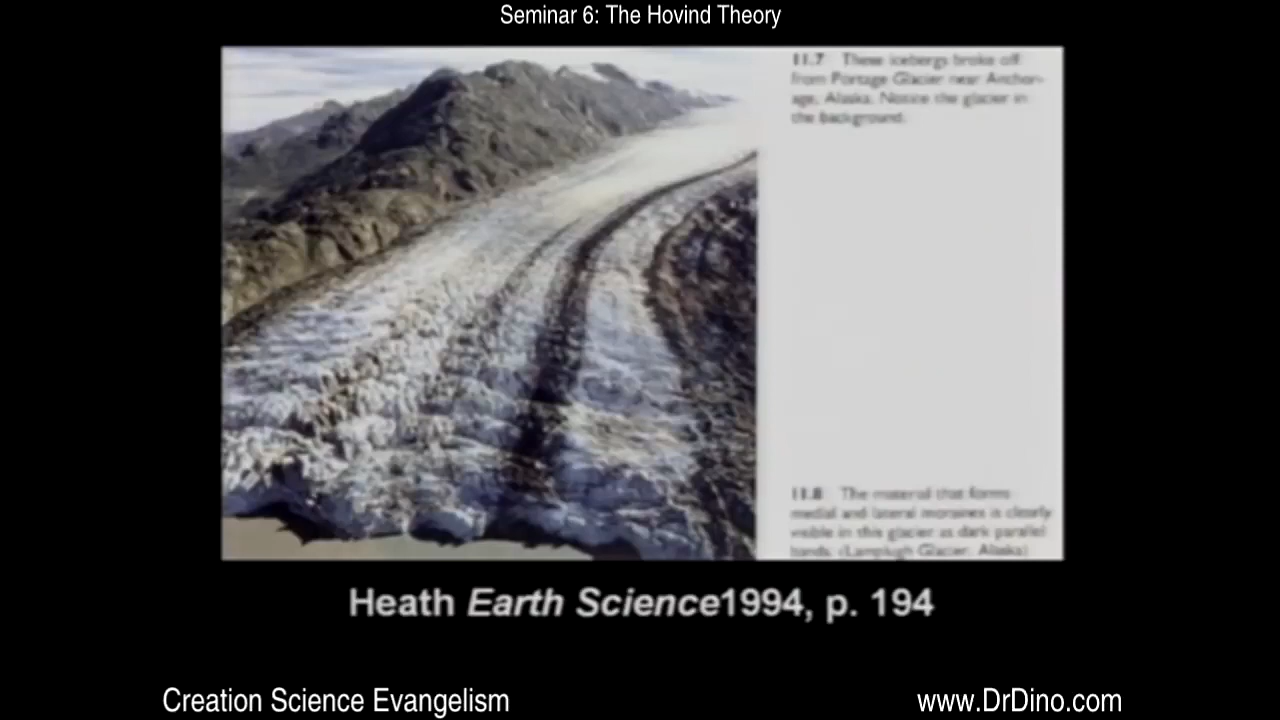 Seminar 6: The Hovind Theory
11.7 These icebergs broke off
from Portage Glacier near Anchor-
age, Alaska. Notice the glacier in
the background.
11.8 The material that forms
medial and lateral moraines is clearly
visible in this glacier as dark parallel
bands. (Lamplugh Glacier, Alaska)
Heath Earth Science1994, p. 194
Creation Science Evangelism
www.DrDino.com